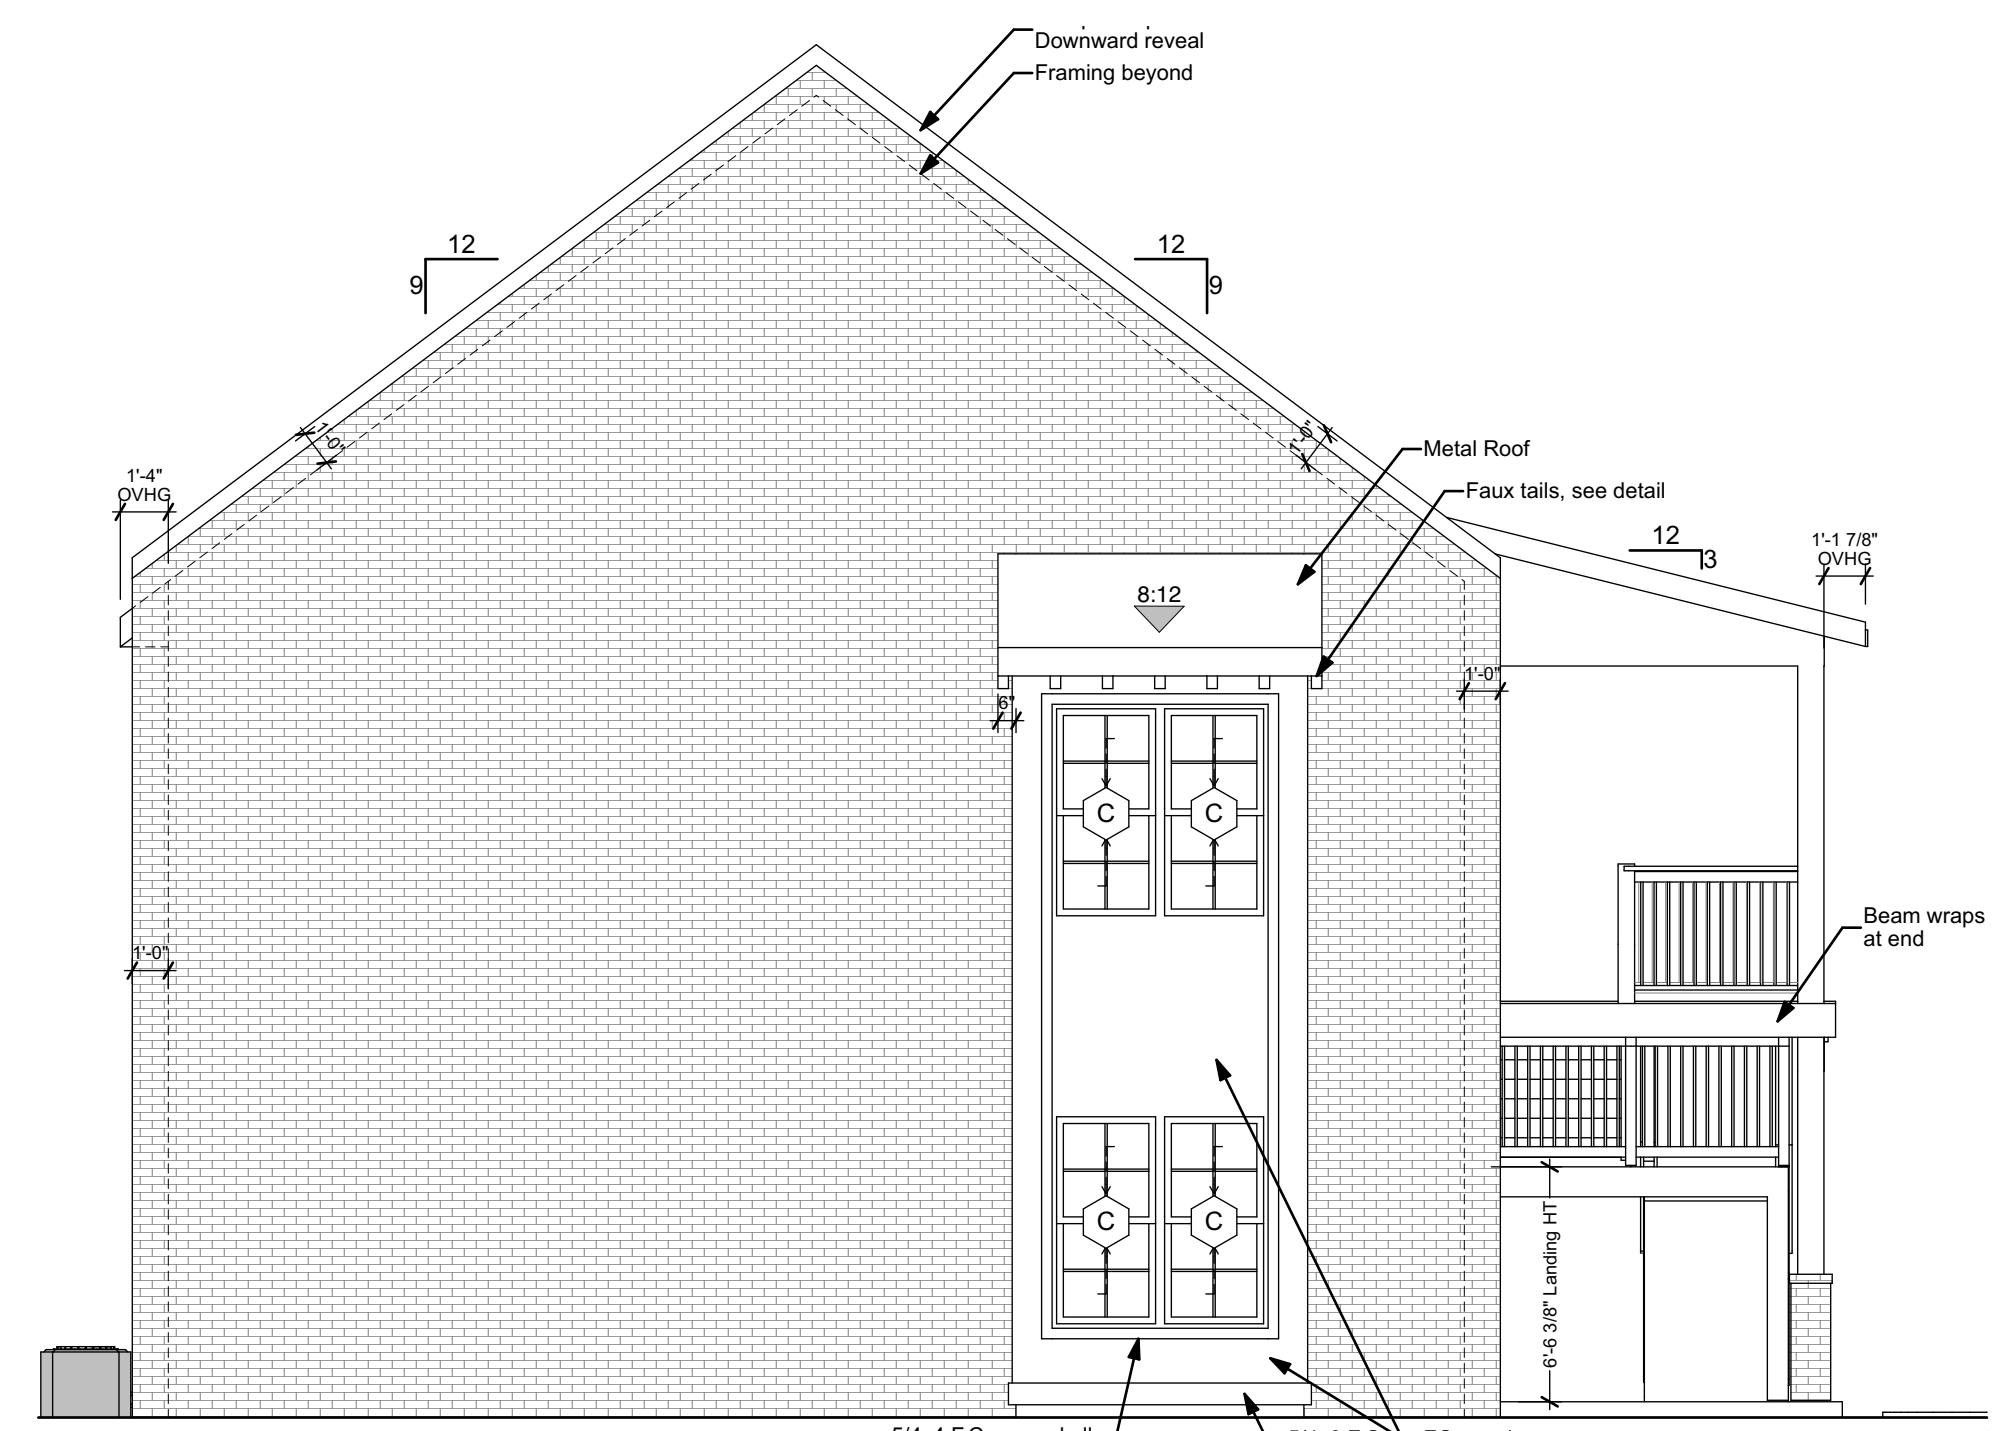 Downward reveal
Framing beyond
12
9
12
9
1'-0"
1'-0"
Metal Roof
1'-4"
OVHG
Faux tails, see detail
12
3
1'-1 7/8"
OVHG
8:12
1'-0"
6"
C
C
Beam wraps
at end
1'-0"
C
C
6'-6 3/8" Landing HT